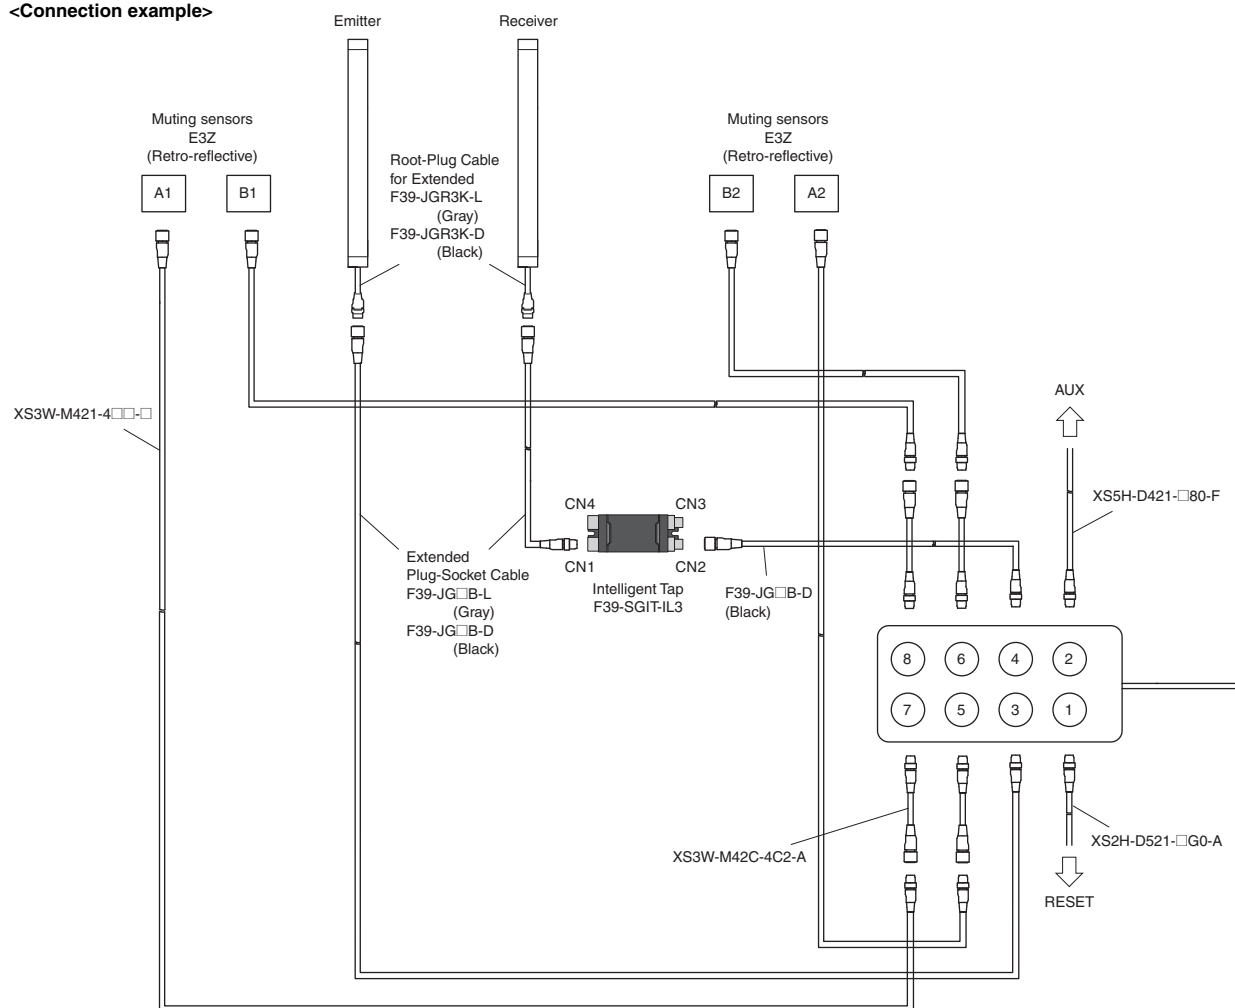 <Connection example>
Emitter
Receiver
Muting sensors
E3Z
(Retro-reflective)
A1
B1
Root-Plug Cable
for Extended
F39-JGR3K-L
(Gray)
F39-JGR3K-D
(Black)
Muting sensors
E3Z
(Retro-reflective)
B2
A2
XS3W-M421-4□□-□
AUX
XS5H-D421-□80-F
CN4
CN3
CN1
CN2
Intelligent Tap
F39-SGIT-IL3
Extended
Plug-Socket Cable
F39-JG□B-L
(Gray)
F39-JG□B-D
(Black)
F39-JG□B-D
(Black)
8 6 4 2
7 5 3 1
XS3W-M42C-4C2-A
XS2H-D521-□G0-A
RESET